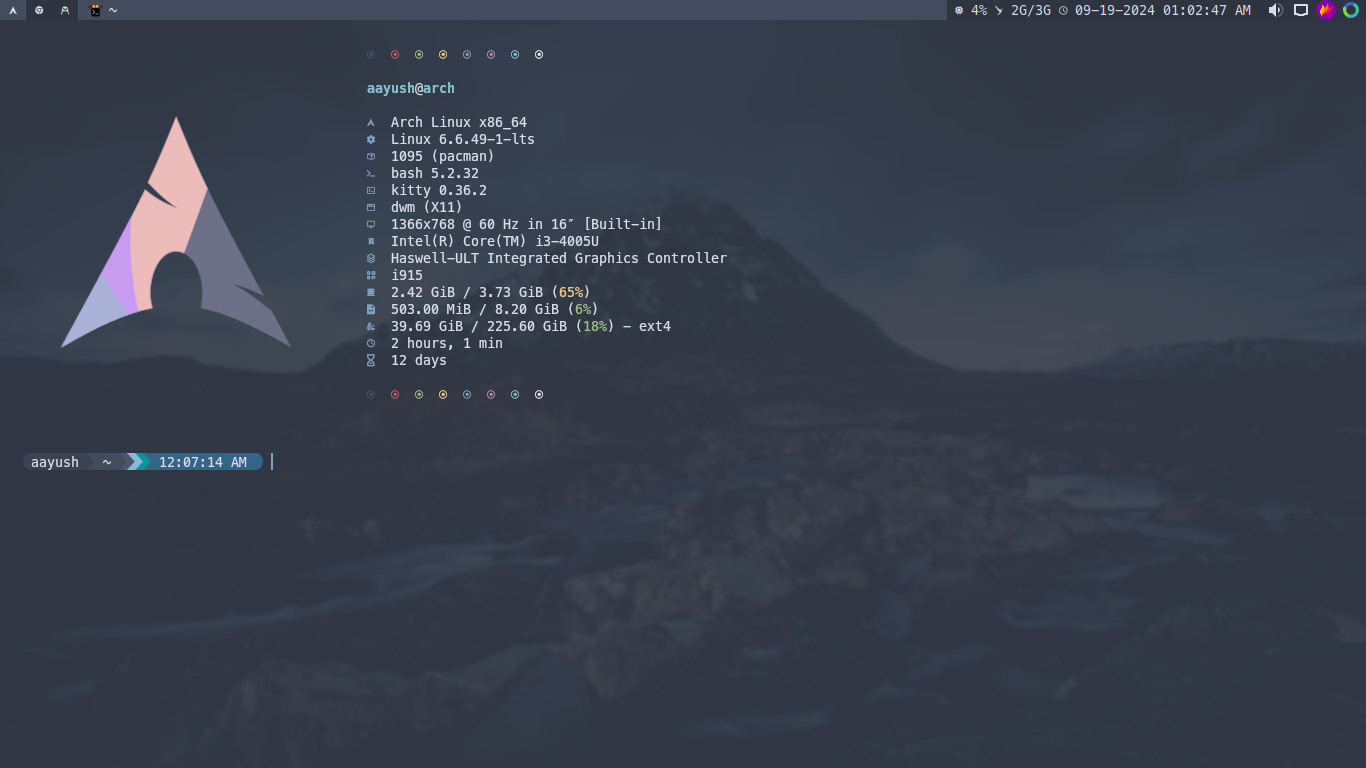 ~ 4% 2G/3G 09-19-2024 01:02:47 AM
aayush@arch
Arch Linux x86_64
Linux 6.6.49-1-lts
1095 (pacman)
bash 5.2.32
kitty 0.36.2
dwm (X11)
1366x768 @ 60 Hz in 16″ [Built-in]
Intel(R) Core(TM) i3-4005U
Haswell-ULT Integrated Graphics Controller
i915
2.42 GiB / 3.73 GiB (65%)
503.00 MiB / 8.20 GiB (6%)
39.69 GiB / 225.60 GiB (18%) - ext4
2 hours, 1 min
12 days
aayush ~ 12:07:14 AM